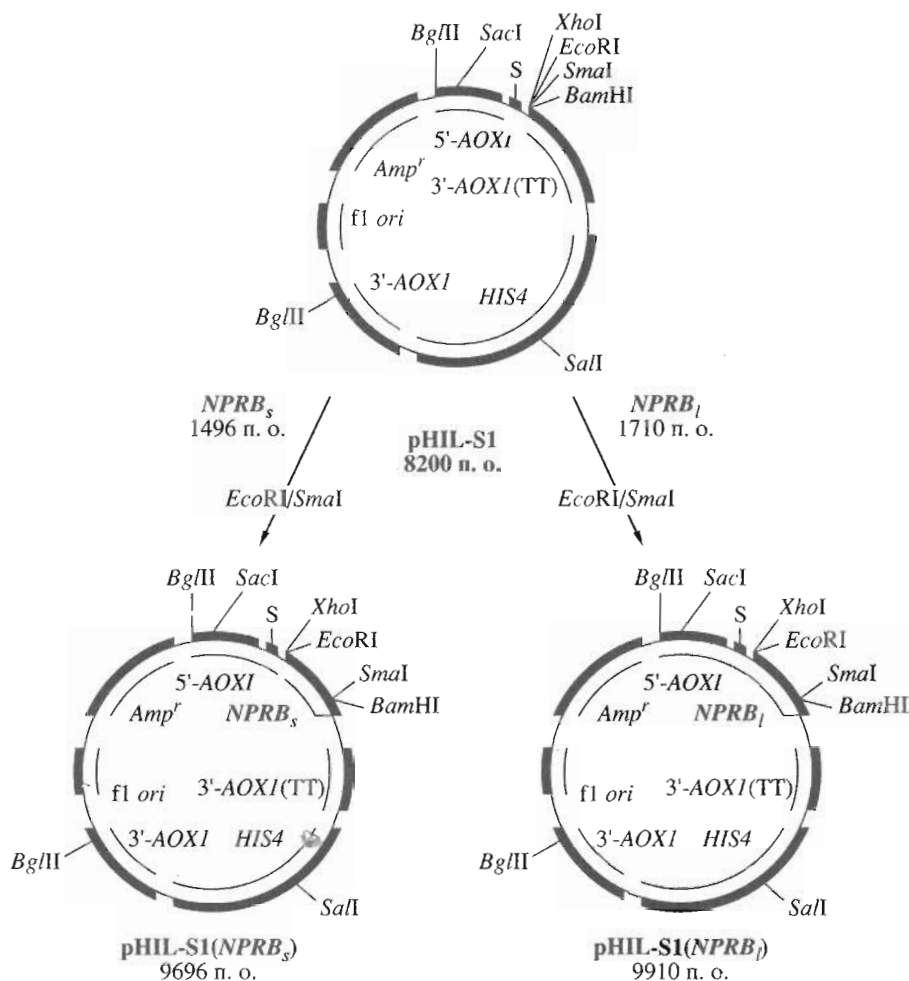 XhoI
BglII SacI EcoRI
S SmaI
BamHI
5'-AOXI
Ampʳ 3'-AOX1(TT)
f1 ori
3'-AOX1 HIS4
BglII
SalI
NPRBₛ NPRBₗ
1496 п. о. 1710 п. о.
pHIL-S1
8200 п. о.
EcoRI/SmaI EcoRI/SmaI
BglII SacI
S XhoI
EcoRI
SmaI
5'-AOXI
Ampʳ NPRBₛ BamHI
f1 ori 3'-AOX1(TT)
3'-AOX1 HIS4
BglII
SalI
pHIL-S1(NPRBₛ)
9696 п. о.
BglII SacI
S XhoI
EcoRI
SmaI
5'-AOXI
Ampʳ NPRBₗ BamHI
f1 ori 3'-AOX1(TT)
3'-AOX1 HIS4
BglII
SalI
pHIL-S1(NPRBₗ)
9910 п. о.